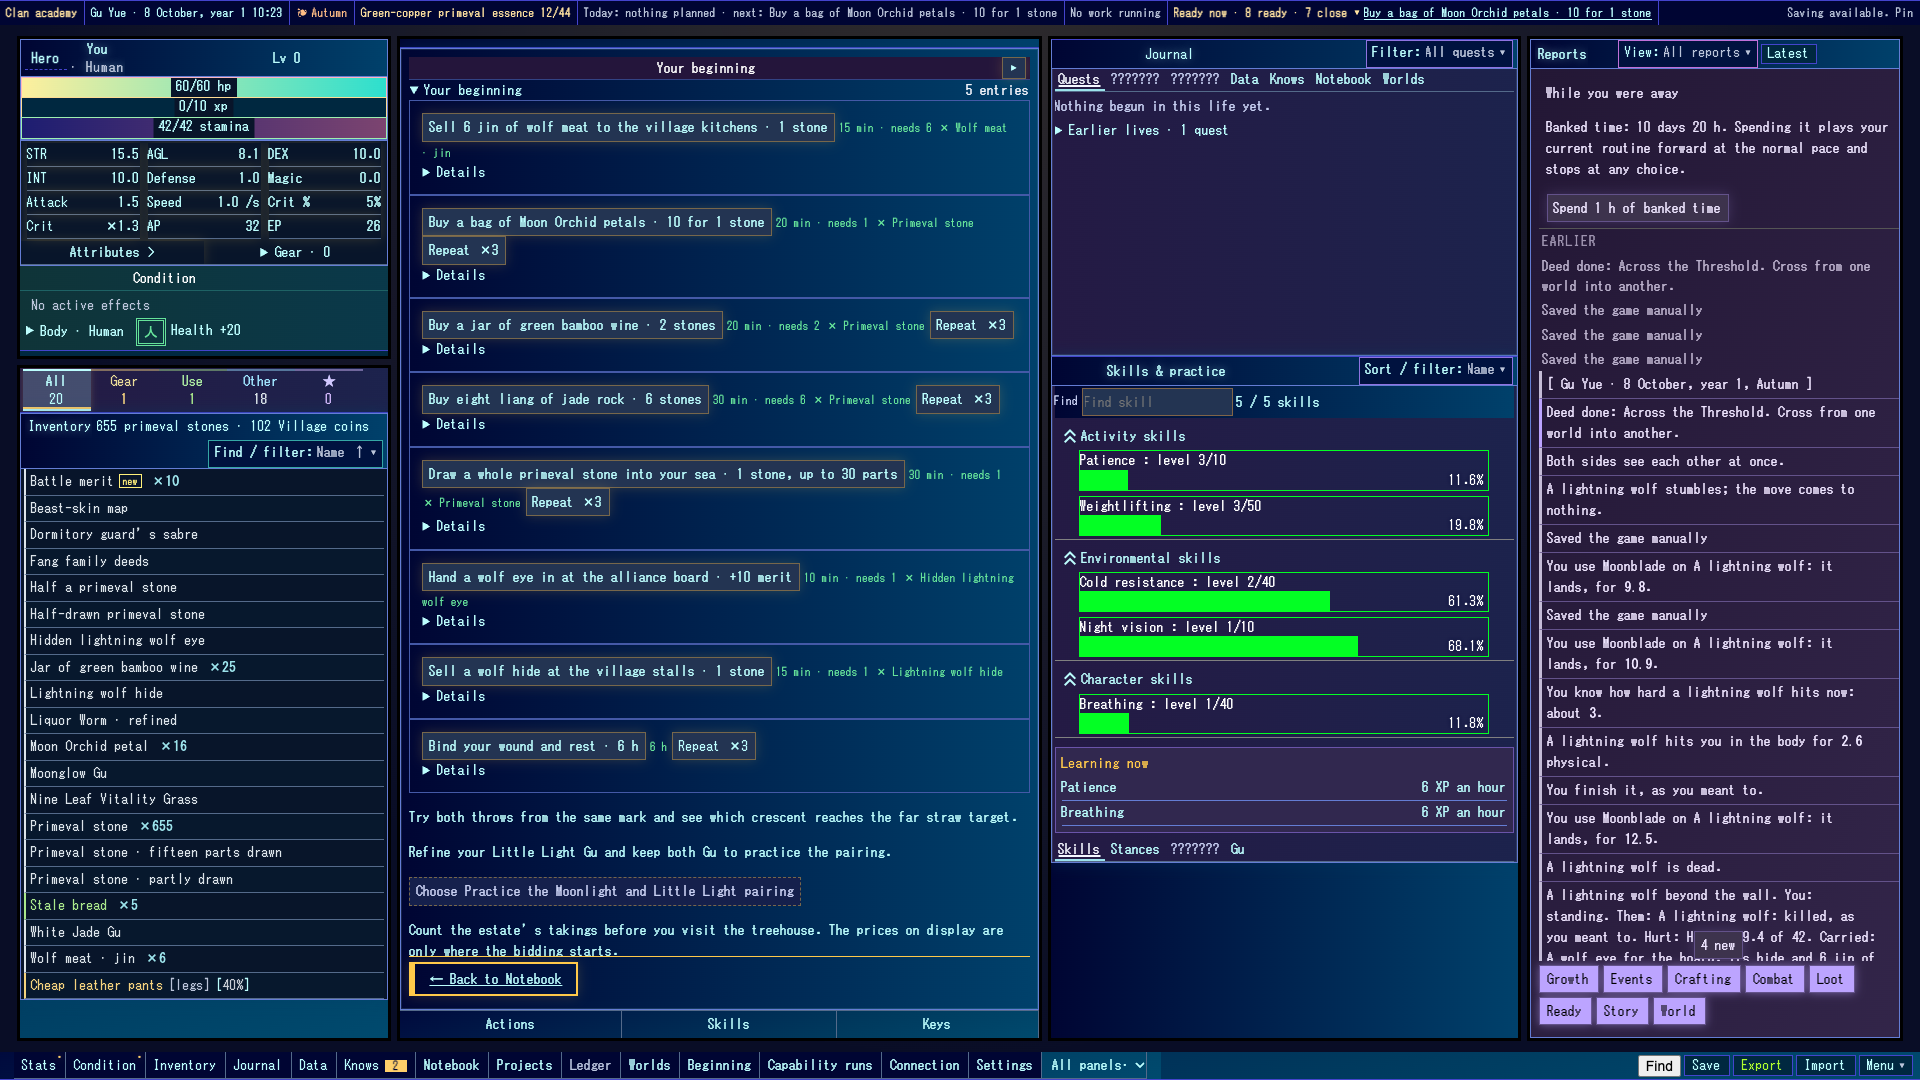 Clan academy
Gu Yue · 8 October, year 1 10:23
Autumn
Green-copper primeval essence 12/44
Today: nothing planned · next: Buy a bag of Moon Orchid petals · 10 for 1 stone
No work running
Ready now · 8 ready · 7 close ▾ Buy a bag of Moon Orchid petals · 10 for 1 stone
Saving available. Pin
Hero · You Lv 0
Human
60/60 hp
0/10 xp
42/42 stamina
STR 15.5 AGL 8.1 DEX 10.0
INT 10.0 Defense 1.0 Magic 0.0
Attack 1.5 Speed 1.0 /s Crit % 5%
Crit ×1.3 AP 32 EP 26
Attributes > ▶ Gear · 0
Condition
No active effects
▶ Body · Human 人 Health +20
All Gear Use Other ★
20 1 1 18 0
Inventory 655 primeval stones · 102 Village coins
Find / filter: Name ↑ ▾
Battle merit new ×10
Beast-skin map
Dormitory guard's sabre
Fang family deeds
Half a primeval stone
Half-drawn primeval stone
Hidden lightning wolf eye
Jar of green bamboo wine ×25
Lightning wolf hide
Liquor Worm · refined
Moon Orchid petal ×16
Moonglow Gu
Nine Leaf Vitality Grass
Primeval stone ×655
Primeval stone · fifteen parts drawn
Primeval stone · partly drawn
Stale bread ×5
White Jade Gu
Wolf meat · jin ×6
Cheap leather pants [legs] [40%]
Your beginning ▶
▼ Your beginning 5 entries
Sell 6 jin of wolf meat to the village kitchens · 1 stone 15 min · needs 6 × Wolf meat
· jin
▶ Details
Buy a bag of Moon Orchid petals · 10 for 1 stone 20 min · needs 1 × Primeval stone
Repeat ×3
▶ Details
Buy a jar of green bamboo wine · 2 stones 20 min · needs 2 × Primeval stone Repeat ×3
▶ Details
Buy eight liang of jade rock · 6 stones 30 min · needs 6 × Primeval stone Repeat ×3
▶ Details
Draw a whole primeval stone into your sea · 1 stone, up to 30 parts 30 min · needs 1
× Primeval stone Repeat ×3
▶ Details
Hand a wolf eye in at the alliance board · +10 merit 10 min · needs 1 × Hidden lightning
wolf eye
▶ Details
Sell a wolf hide at the village stalls · 1 stone 15 min · needs 1 × Lightning wolf hide
▶ Details
Bind your wound and rest · 6 h 6 h Repeat ×3
▶ Details
Try both throws from the same mark and see which crescent reaches the far straw target.
Refine your Little Light Gu and keep both Gu to practice the pairing.
Choose Practice the Moonlight and Little Light pairing
Count the estate's takings before you visit the treehouse. The prices on display are
only where the bidding starts.
← Back to Notebook
Actions Skills Keys
Journal Filter: All quests ▾
Quests ??????? ??????? Data Knows Notebook Worlds
Nothing begun in this life yet.
▶ Earlier lives · 1 quest
Skills & practice Sort / filter: Name ▾
Find Find skill 5 / 5 skills
Activity skills
Patience : level 3/10
11.6%
Weightlifting : level 3/50
19.8%
Environmental skills
Cold resistance : level 2/40
61.3%
Night vision : level 1/10
68.1%
Character skills
Breathing : level 1/40
11.8%
Learning now
Patience 6 XP an hour
Breathing 6 XP an hour
Skills Stances ??????? Gu
Reports View: All reports ▾ Latest
While you were away
Banked time: 10 days 20 h. Spending it plays your
current routine forward at the normal pace and
stops at any choice.
Spend 1 h of banked time
EARLIER
Deed done: Across the Threshold. Cross from one
world into another.
Saved the game manually
Saved the game manually
Saved the game manually
[ Gu Yue · 8 October, year 1, Autumn ]
Deed done: Across the Threshold. Cross from one
world into another.
Both sides see each other at once.
A lightning wolf stumbles; the move comes to
nothing.
Saved the game manually
You use Moonblade on A lightning wolf: it
lands, for 9.8.
Saved the game manually
You use Moonblade on A lightning wolf: it
lands, for 10.9.
You know how hard a lightning wolf hits now:
about 3.
A lightning wolf hits you in the body for 2.6
physical.
You finish it, as you meant to.
You use Moonblade on A lightning wolf: it
lands, for 12.5.
A lightning wolf is dead.
A lightning wolf beyond the wall. You:
standing. Them: A lightning wolf: killed, as
you meant to. Hurt: 9.4 of 42. Carried:
A wolf eye for the its hide and 6 jin of
4 new
Growth Events Crafting Combat Loot
Ready Story World
Stats Condition Inventory Journal Data Knows 2 Notebook Projects Ledger Worlds Beginning Capability runs Connection Settings All panels·
Find Save Export Import Menu ▾